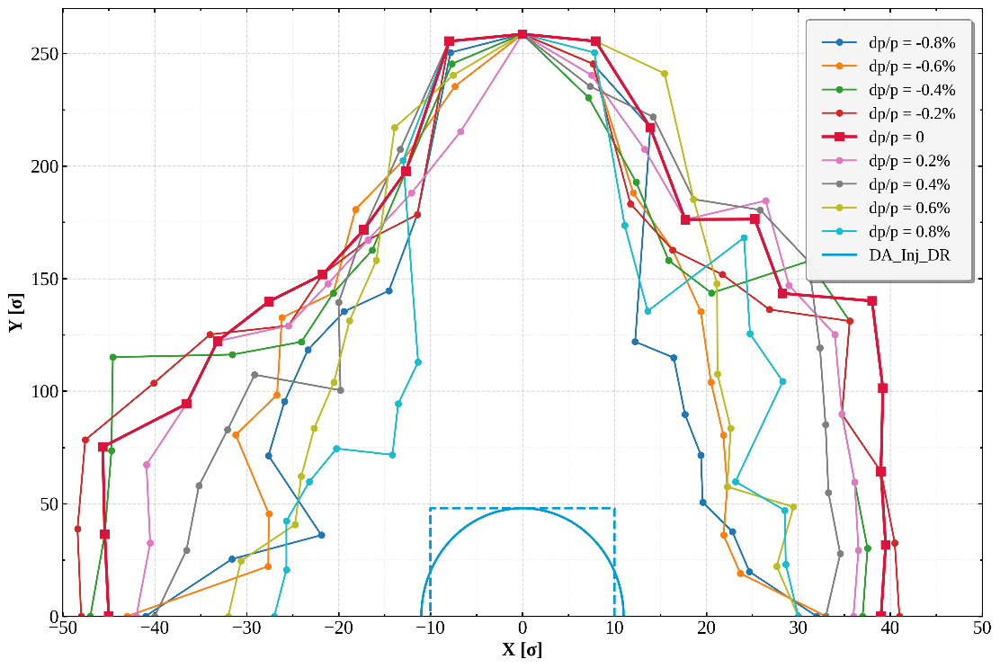 250
200
150
100
50
0
Y [σ]
−50
−40
−30
−20
−10
0
10
20
30
40
50
X [σ]
dp/p = -0.8%
dp/p = -0.6%
dp/p = -0.4%
dp/p = -0.2%
dp/p = 0
dp/p = 0.2%
dp/p = 0.4%
dp/p = 0.6%
dp/p = 0.8%
DA_Inj_DR